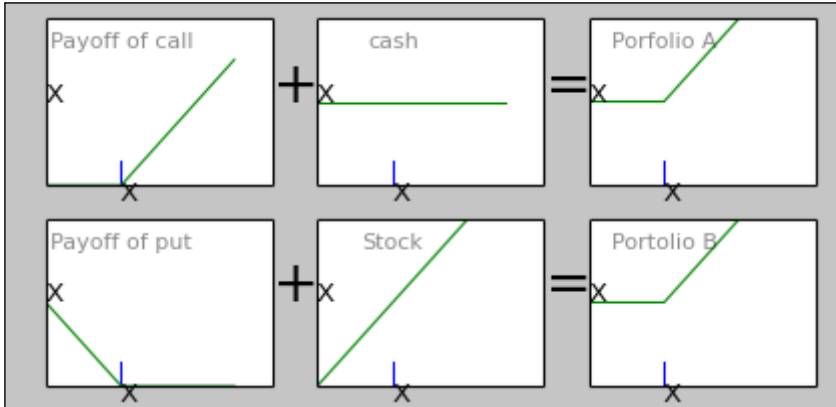 Payoff of call
cash
Porfolio A
X
+
X
=
X
X
X
X
Payoff of put
Stock
Portolio B
X
+
X
=
X
X
X
X